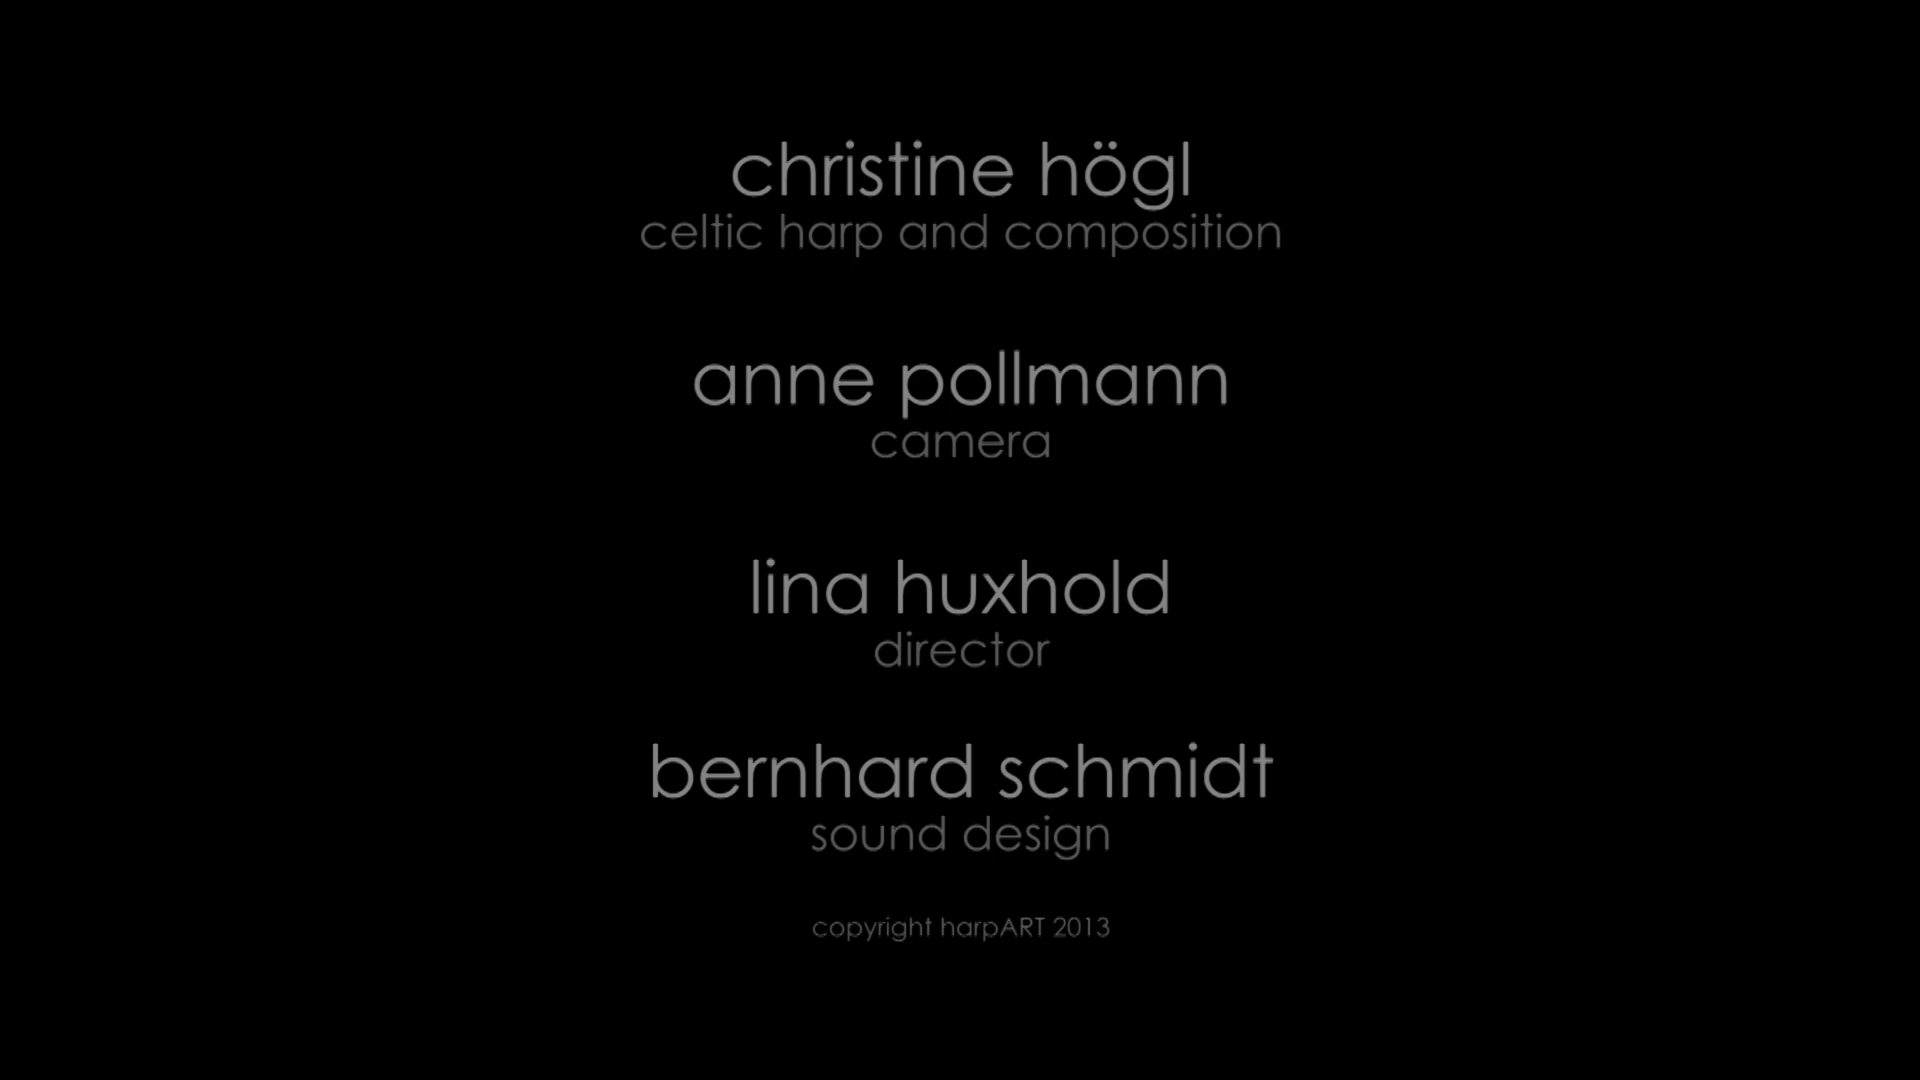 christine högl
celtic harp and composition
anne pollmann
camera
lina huxhold
director
bernhard schmidt
sound design
copyright harpART 2013